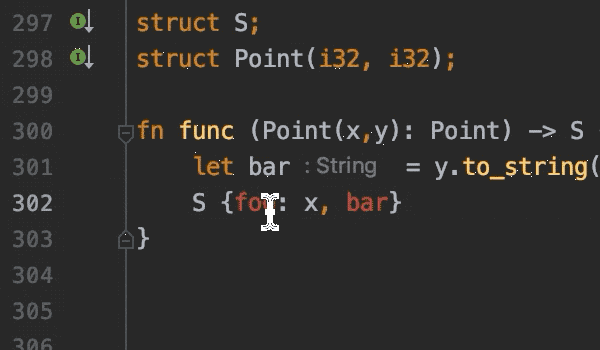 297 struct S;
298 struct Point(i32, i32);
299
300 fn func (Point(x,y): Point) -> S {
301 let bar : String = y.to_string(
302 S {foo: x, bar}
303 }
304
305
306